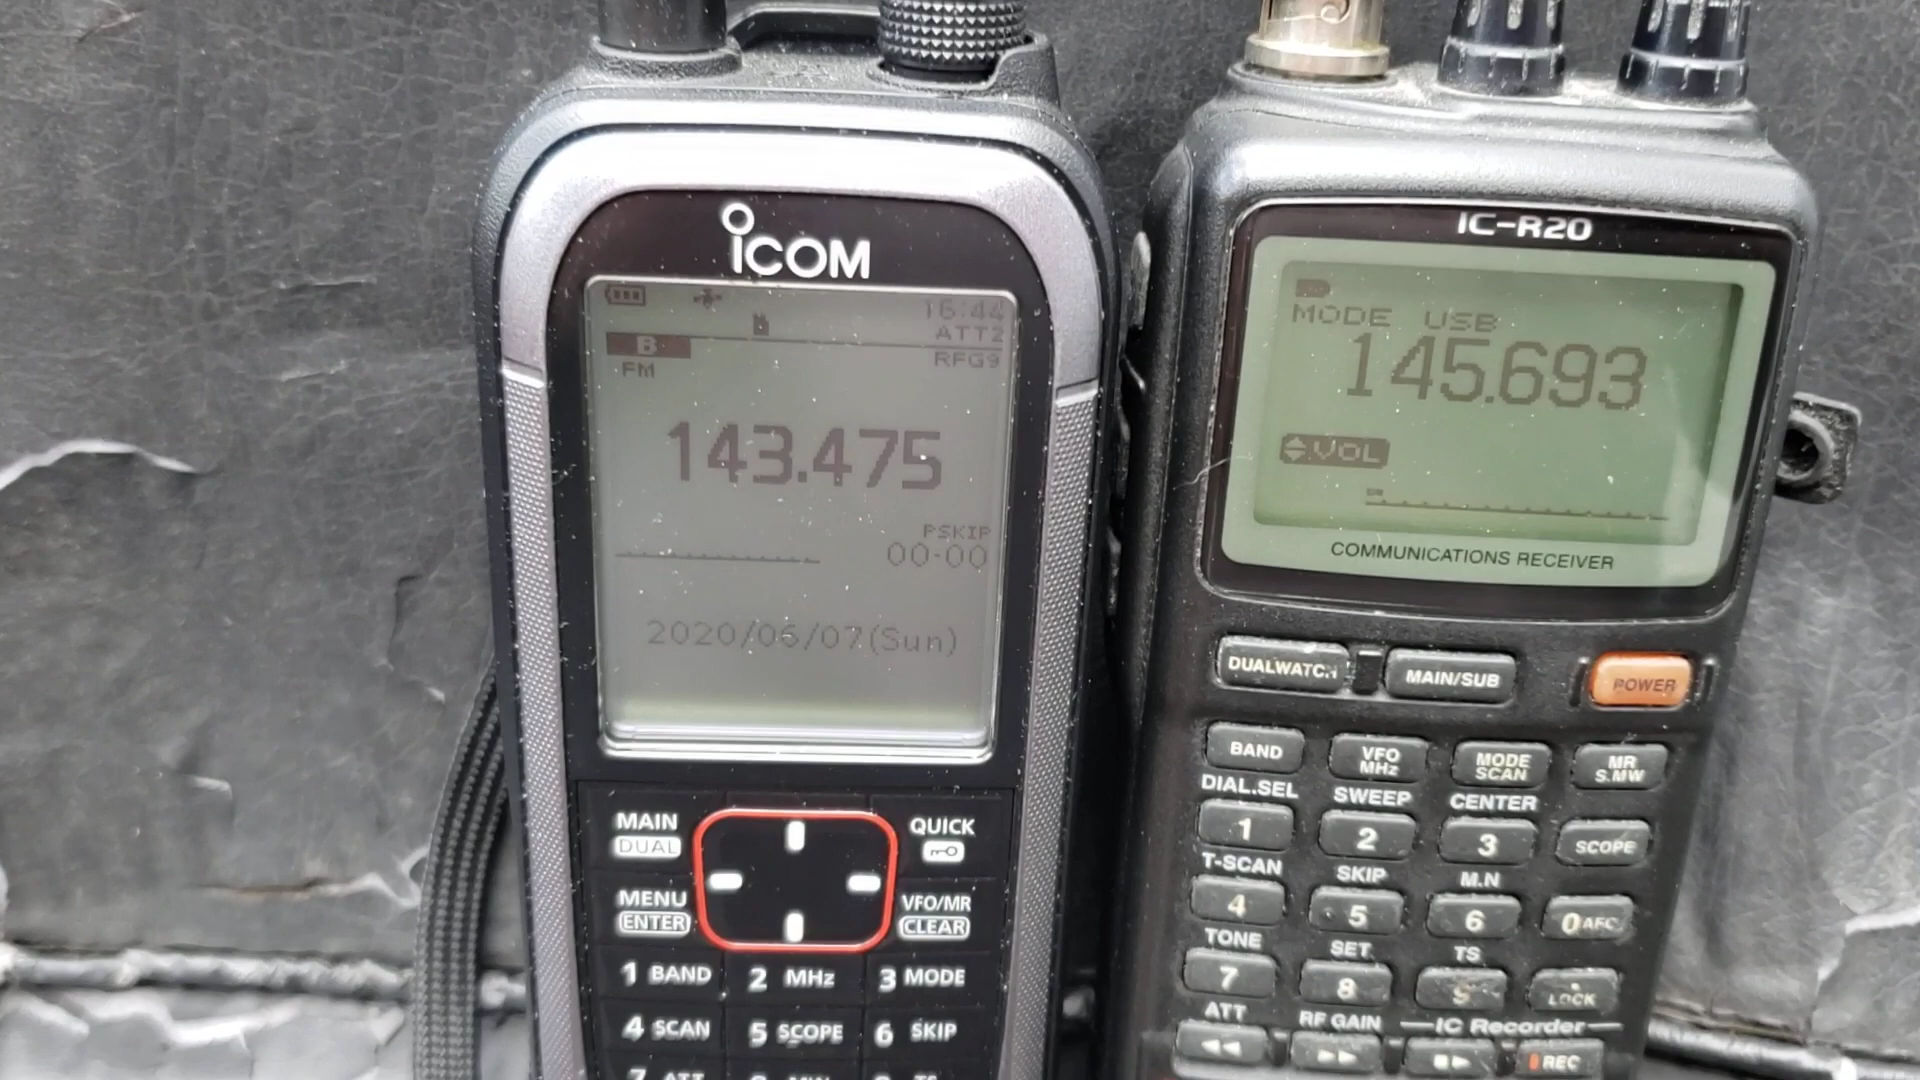 iCOM
16:44
ATT2
B
RFG9
FM
143.475
PSKIP
00-00
2020/06/07(Sun)
MAIN
DUAL
QUICK
MENU
ENTER
VFO/MR
CLEAR
1 BAND
2 MHz
3 MODE
4 SCAN
5 SCOPE
6 SKIP
7 ATT
IC-R20
MODE USB
145.693
VOL
COMMUNICATIONS RECEIVER
DUALWATCH
MAIN/SUB
POWER
BAND
VFO
MHz
MODE
SCAN
MR
S.MW
DIAL.SEL
SWEEP
CENTER
1
2
3
SCOPE
T-SCAN
SKIP
M.N
4
5
6
0 AFC
TONE
SET
TS
7
8
9
LOCK
ATT
RF GAIN
IC Recorder
REC